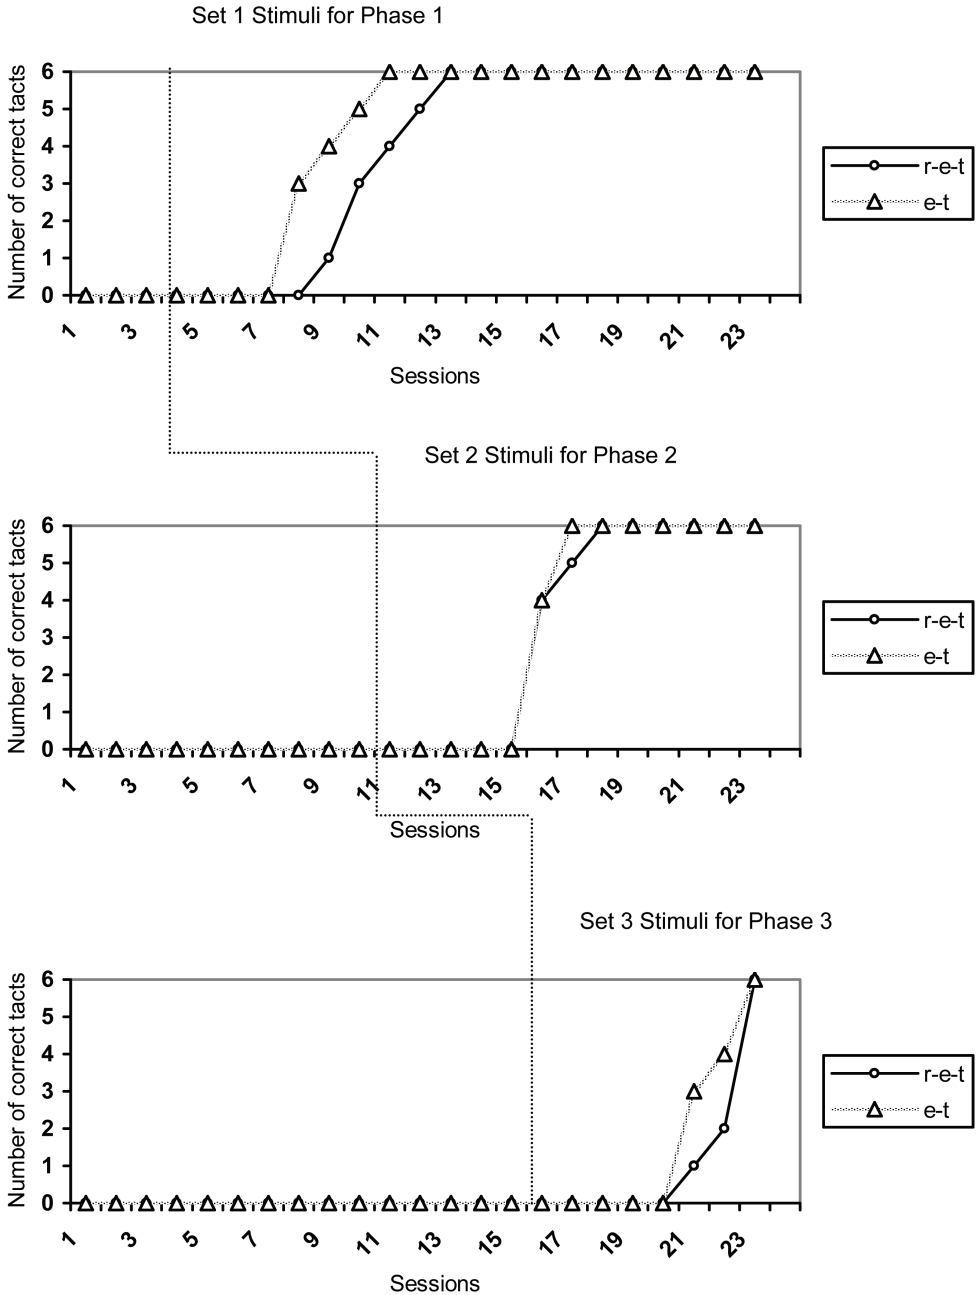 Set 1 Stimuli for Phase 1
Number of correct tacts
6
5
4
3
2
1
0
1 3 5 7 9 11 13 15 17 19 21 23
Sessions
r-e-t
e-t
Set 2 Stimuli for Phase 2
Number of correct tacts
6
5
4
3
2
1
0
1 3 5 7 9 11 13 15 17 19 21 23
Sessions
r-e-t
e-t
Set 3 Stimuli for Phase 3
Number of correct tacts
6
5
4
3
2
1
0
1 3 5 7 9 11 13 15 17 19 21 23
Sessions
r-e-t
e-t